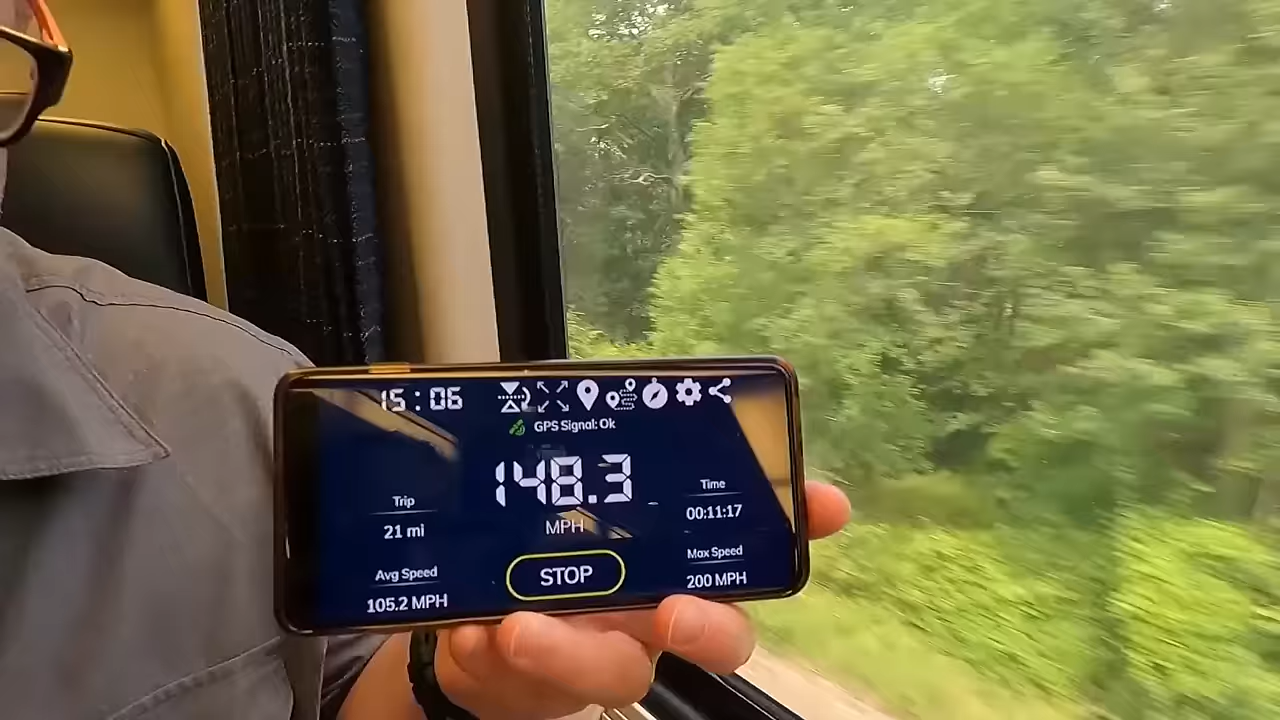 15:06
GPS Signal: Ok
148.3
MPH
Trip
21 mi
Avg Speed
105.2 MPH
STOP
Time
00:11:17
Max Speed
200 MPH